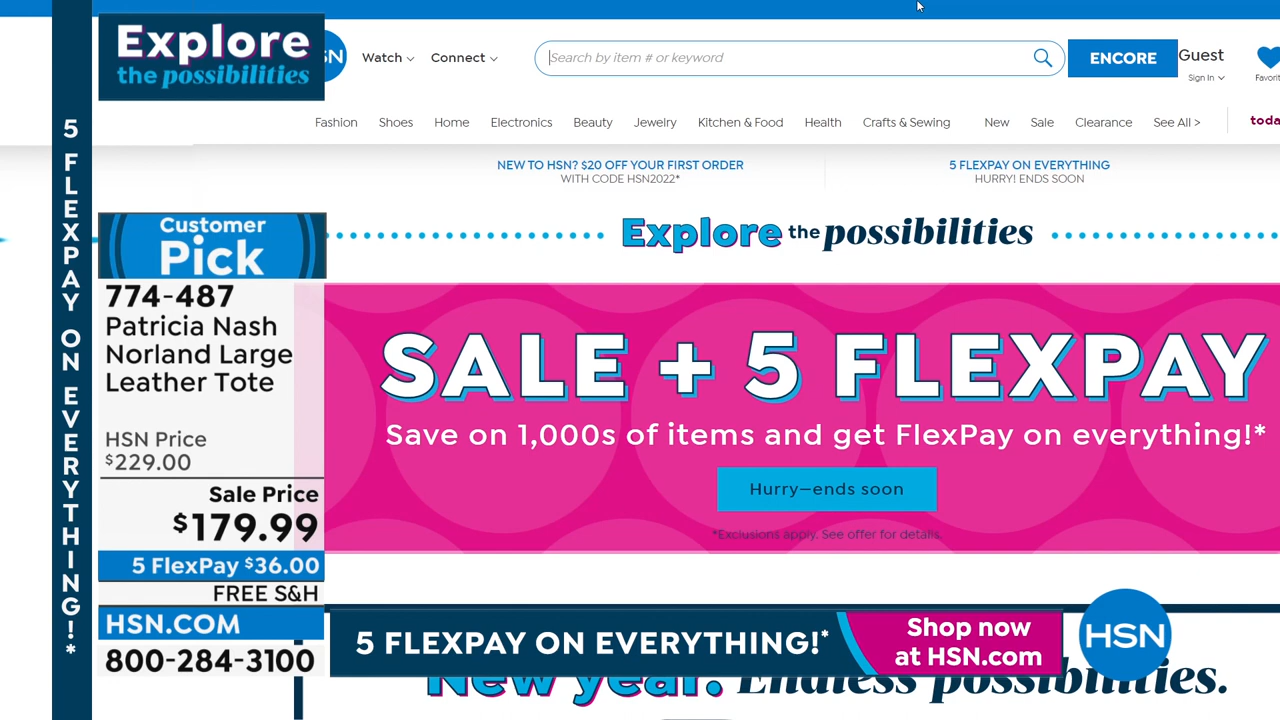 Explore
the possibilities
5 FLEXPAY ON EVERYTHING!*
Watch
Connect
Search by item # or keyword
ENCORE
Guest
Sign In
Fashion
Shoes
Home
Electronics
Beauty
Jewelry
Kitchen & Food
Health
Crafts & Sewing
New
Sale
Clearance
See All >
NEW TO HSN? $20 OFF YOUR FIRST ORDER
WITH CODE HSN2022*
5 FLEXPAY ON EVERYTHING
HURRY! ENDS SOON
Explore the possibilities
Customer
Pick
774-487
Patricia Nash
Norland Large
Leather Tote
HSN Price
$229.00
Sale Price
$179.99
5 FlexPay $36.00
FREE S&H
HSN.COM
800-284-3100
SALE + 5 FLEXPAY
Save on 1,000s of items and get FlexPay on everything!*
Hurry—ends soon
*Exclusions apply. See offer for details.
5 FLEXPAY ON EVERYTHING!*
Shop now
at HSN.com
HSN
New year. Endless possibilities.